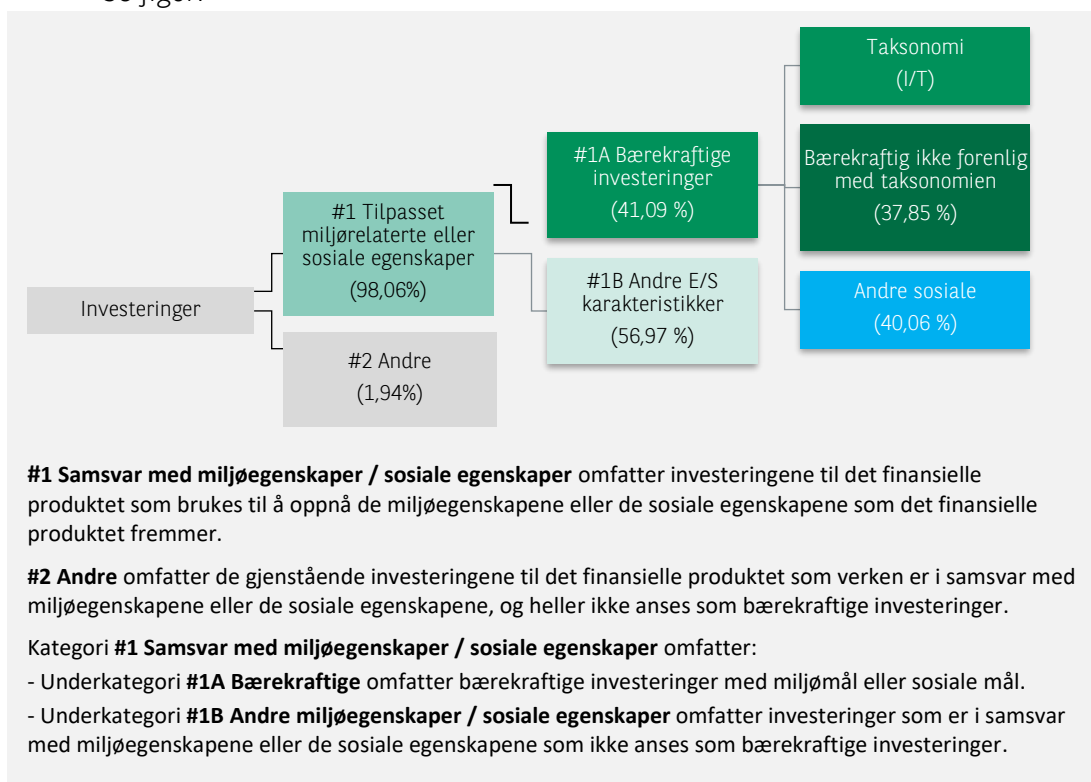 Se figur:
Taksonomi
(I/T)
#1A Bærekraftige
investeringer
(41,09 %)
Bærekraftig ikke forenlig
med taksonomien
(37,85 %)
#1 Tilpasset
miljørelaterte eller
sosiale egenskaper
(98,06%)
#1B Andre E/S
karakteristikker
(56,97 %)
Andre sosiale
(40,06 %)
Investeringer
#2 Andre
(1,94%)
#1 Samsvar med miljøegenskaper / sosiale egenskaper omfatter investeringene til det finansielle
produktet som brukes til å oppnå de miljøegenskapene eller de sosiale egenskapene som det finansielle
produktet fremmer.
#2 Andre omfatter de gjenstående investeringene til det finansielle produktet som verken er i samsvar med
miljøegenskapene eller de sosiale egenskapene, og heller ikke anses som bærekraftige investeringer.
Kategori #1 Samsvar med miljøegenskaper / sosiale egenskaper omfatter:
- Underkategori #1A Bærekraftige omfatter bærekraftige investeringer med miljømål eller sosiale mål.
- Underkategori #1B Andre miljøegenskaper / sosiale egenskaper omfatter investeringer som er i samsvar
med miljøegenskapene eller de sosiale egenskapene som ikke anses som bærekraftige investeringer.